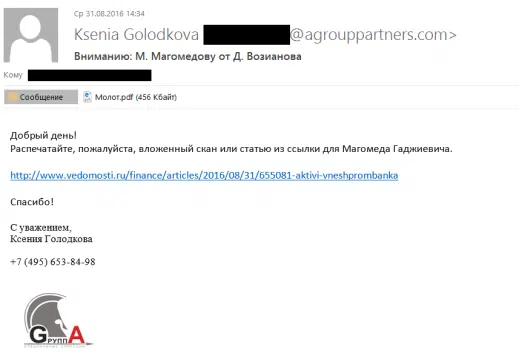 Ср 31.08.2016 14:34
Ksenia Golodkova @agrouppartners.com>
Вниманию: М. Магомедову от Д. Возианова
Кому
Сообщение Молот.pdf (456 Кбайт)
Добрый день!
Распечатайте, пожалуйста, вложенный скан или статью из ссылки для Магомеда Гаджиевича.
http://www.vedomosti.ru/finance/articles/2016/08/31/655081-aktivi-vneshprombanka
Спасибо!
С уважением,
Ксения Голодкова
+7 (495) 653-84-98
GруппA